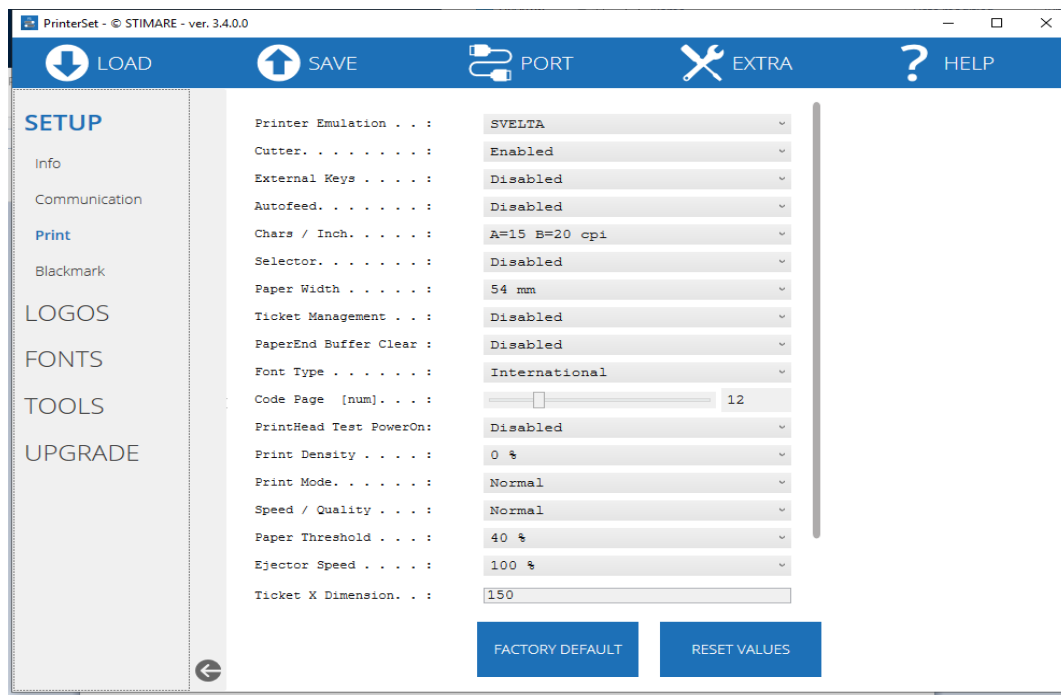 PrinterSet - © STIMARE - ver. 3.4.0.0
LOAD SAVE PORT EXTRA ? HELP
SETUP
Info
Communication
Print
Blackmark
LOGOS
FONTS
TOOLS
UPGRADE
Printer Emulation . . : SVELTA
Cutter. . . . . . . . : Enabled
External Keys . . . . : Disabled
Autofeed. . . . . . . : Disabled
Chars / Inch. . . . . : A=15 B=20 cpi
Selector. . . . . . . : Disabled
Paper Width . . . . . : 54 mm
Ticket Management . . : Disabled
PaperEnd Buffer Clear : Disabled
Font Type . . . . . . : International
Code Page  [num]. . . : 12
PrintHead Test PowerOn: Disabled
Print Density . . . . : 0 %
Print Mode. . . . . . : Normal
Speed / Quality . . . : Normal
Paper Threshold . . . : 40 %
Ejector Speed . . . . : 100 %
Ticket X Dimension. . : 150
FACTORY DEFAULT RESET VALUES